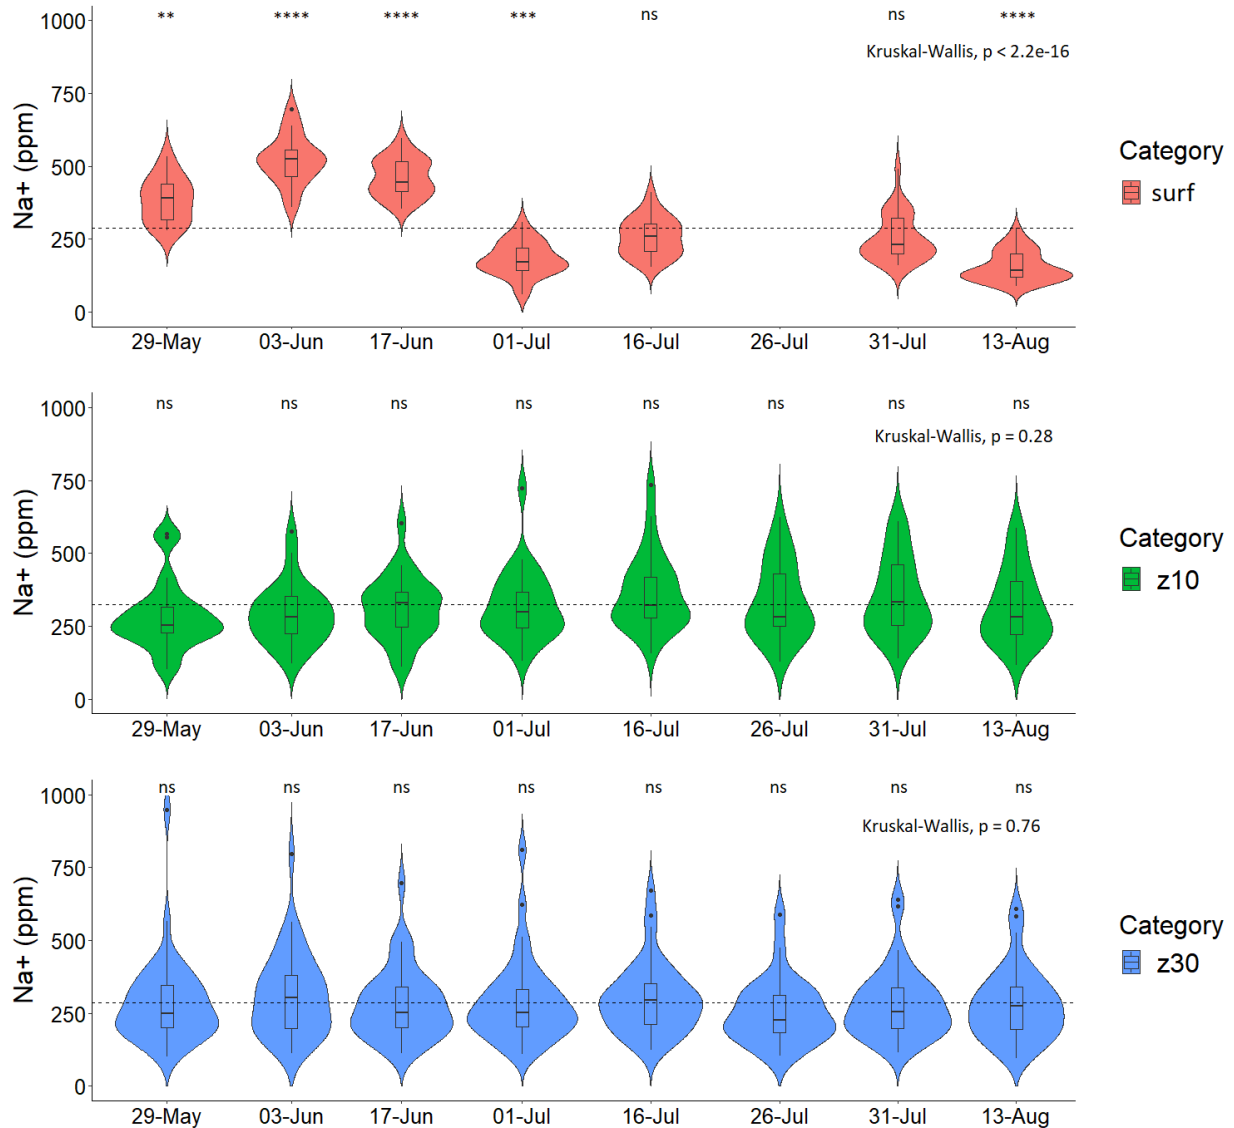 ** **** **** *** ns ns ****
Kruskal-Wallis, p < 2.2e-16
1000
750
500
250
0
Na+ (ppm)
29-May 03-Jun 17-Jun 01-Jul 16-Jul 26-Jul 31-Jul 13-Aug
Category
surf
ns ns ns ns ns ns ns ns
Kruskal-Wallis, p = 0.28
1000
750
500
250
0
Na+ (ppm)
29-May 03-Jun 17-Jun 01-Jul 16-Jul 26-Jul 31-Jul 13-Aug
Category
z10
ns ns ns ns ns ns ns ns
Kruskal-Wallis, p = 0.76
1000
750
500
250
0
Na+ (ppm)
29-May 03-Jun 17-Jun 01-Jul 16-Jul 26-Jul 31-Jul 13-Aug
Category
z30